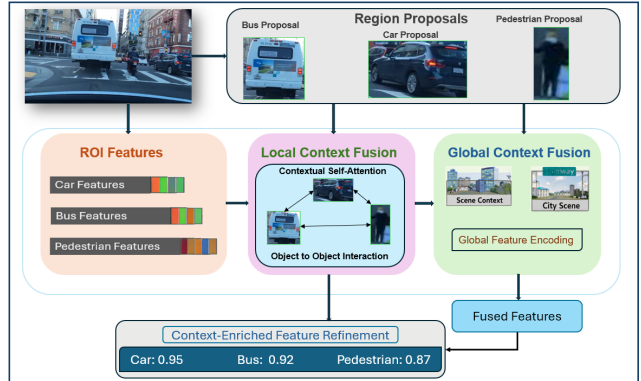 Region Proposals
Bus Proposal
Car Proposal
Pedestrian Proposal
ROI Features
Car Features
Bus Features
Pedestrian Features
Local Context Fusion
Contextual Self-Attention
Object to Object Interaction
Global Context Fusion
Scene Context
City Scene
Global Feature Encoding
Fused Features
Context-Enriched Feature Refinement
Car: 0.95 Bus: 0.92 Pedestrian: 0.87